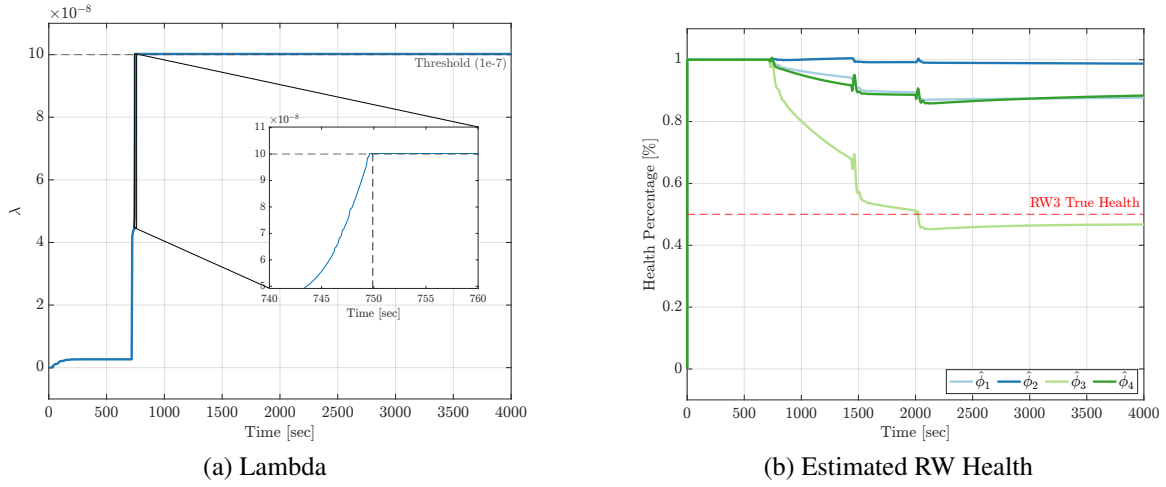 ×10⁻⁸
10
8
6
4
2
0
λ
0 500 1000 1500 2000 2500 3000 3500 4000
Time [sec]
Threshold (1e-7)
×10⁻⁸
11
10
9
8
7
6
5
740 745 750 755 760
Time [sec]
(a) Lambda
1
0.8
0.6
0.4
0.2
0
Health Percentage [%]
0 500 1000 1500 2000 2500 3000 3500 4000
Time [sec]
RW3 True Health
ϕ̂₁ ϕ̂₂ ϕ̂₃ ϕ̂₄
(b) Estimated RW Health